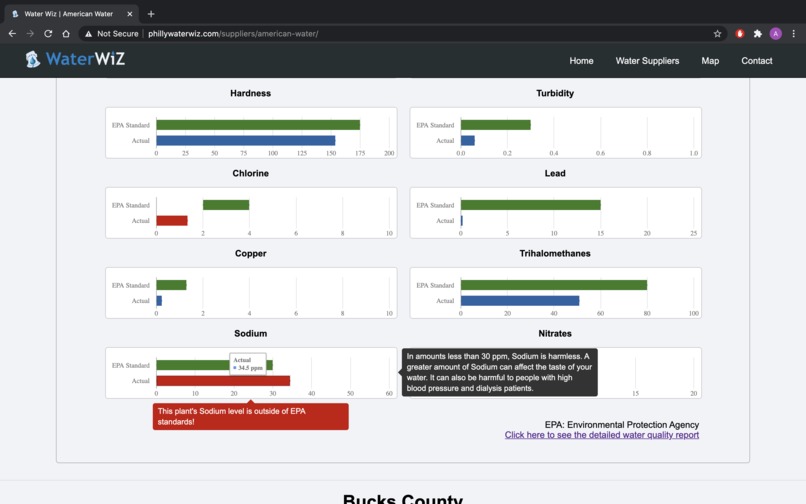 Water Wiz | American Water
Not Secure | phillywaterwiz.com/suppliers/american-water/
A
WaterWiZ
Home Water Suppliers Map Contact
Hardness
EPA Standard
Actual
0 25 50 75 100 125 150 175 200
Turbidity
EPA Standard
Actual
0.0 0.2 0.4 0.6 0.8 1.0
Chlorine
EPA Standard
Actual
0 2 4 6 8 10
Lead
EPA Standard
Actual
0 5 10 15 20 25
Copper
EPA Standard
Actual
0 2 4 6 8 10
Trihalomethanes
EPA Standard
Actual
0 20 40 60 80 100
Sodium
EPA Standard
Actual
Actual
× 34.5 ppm
0 10 20 30 40 50 60
This plant's Sodium level is outside of EPA
standards!
Nitrates
In amounts less than 30 ppm, Sodium is harmless. A
greater amount of Sodium can affect the taste of your
water. It can also be harmful to people with high
blood pressure and dialysis patients.
15 20
EPA: Environmental Protection Agency
Click here to see the detailed water quality report
Bucks County